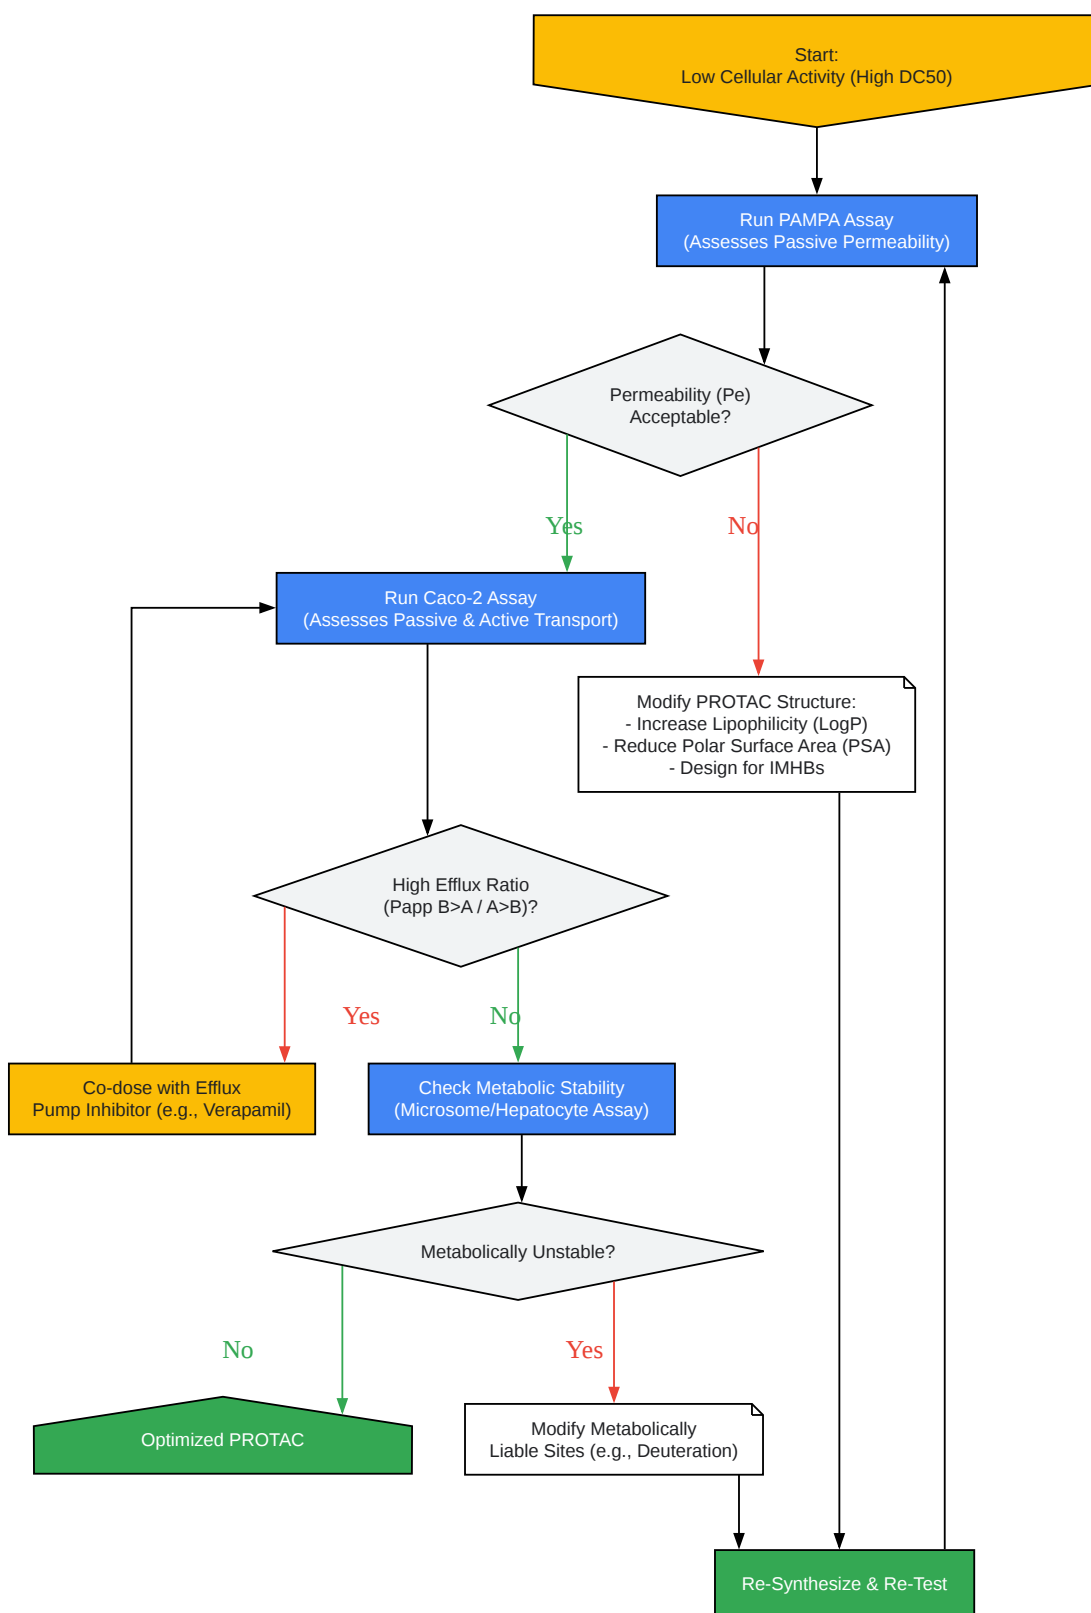 Start:
Low Cellular Activity (High DC50)
Run PAMPA Assay
(Assesses Passive Permeability)
Permeability (Pe)
Acceptable?
Yes
No
Run Caco-2 Assay
(Assesses Passive & Active Transport)
Modify PROTAC Structure:
- Increase Lipophilicity (LogP)
- Reduce Polar Surface Area (PSA)
- Design for IMHBs
High Efflux Ratio
(Papp B>A / A>B)?
Yes
No
Co-dose with Efflux
Pump Inhibitor (e.g., Verapamil)
Check Metabolic Stability
(Microsome/Hepatocyte Assay)
Metabolically Unstable?
No
Yes
Optimized PROTAC
Modify Metabolically
Liable Sites (e.g., Deuteration)
Re-Synthesize & Re-Test